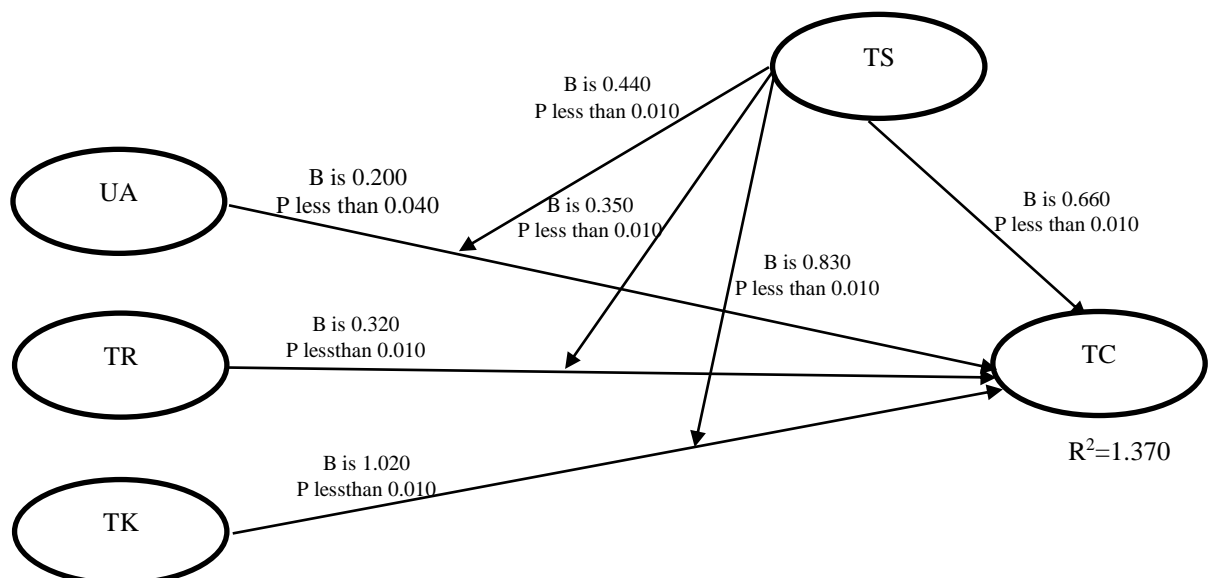 TS
B is 0.440
P less than 0.010
UA
B is 0.200
P less than 0.040
B is 0.350
P less than 0.010
B is 0.660
P less than 0.010
B is 0.830
P less than 0.010
TR
B is 0.320
P lessthan 0.010
TC
R²=1.370
B is 1.020
P lessthan 0.010
TK